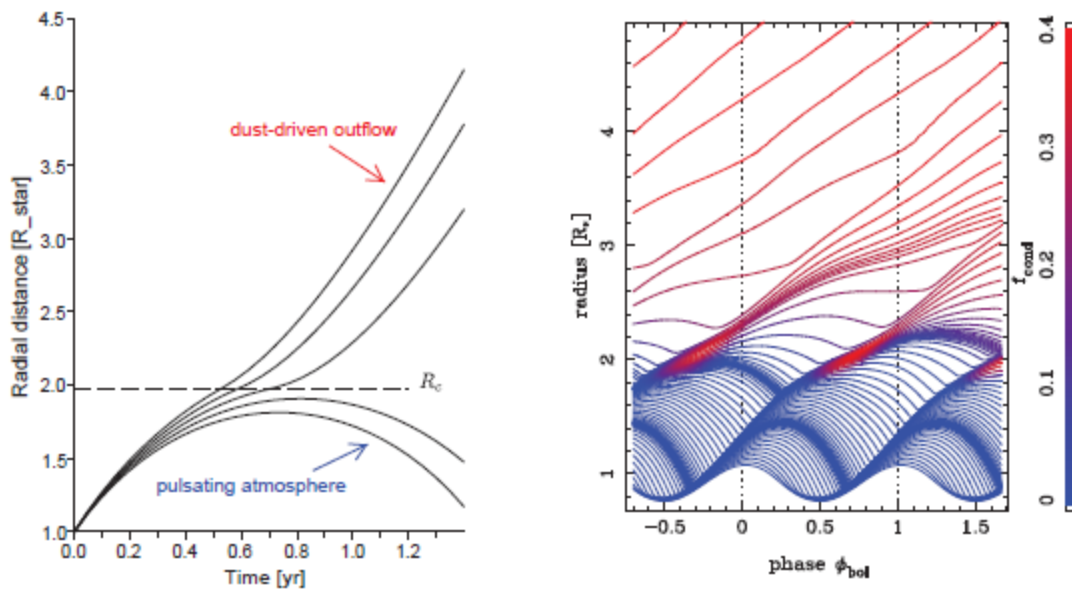 4.5
4.0
3.5
3.0
2.5
2.0
1.5
1.0
Radial distance [R_star]
dust-driven outflow
R_c
pulsating atmosphere
0.0 0.2 0.4 0.6 0.8 1.0 1.2
Time [yr]
4
3
2
1
radius [R_*]
−0.5 0 0.5 1 1.5
phase ϕ_bol
0.4
0.3
0.2
0.1
0
f_cond